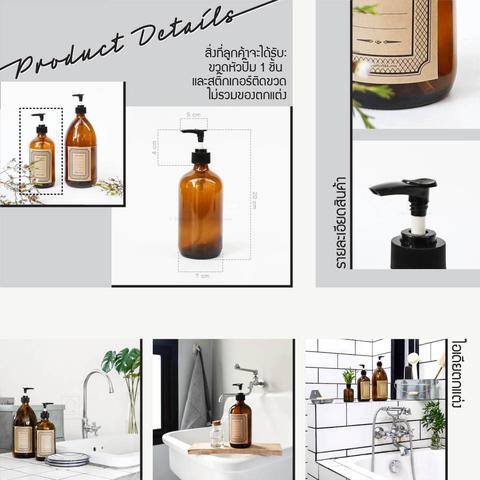 Product Details
สิ่งที่ลูกค้าจะได้รับ:
ขวดหัวปั๊ม 1 ชิ้น
และสติ๊กเกอร์ติดขวด
ไม่รวมของตกแต่ง
5 cm
4 cm
20 cm
7 cm
รายละเอียดสินค้า
ไอเดียตกแต่ง